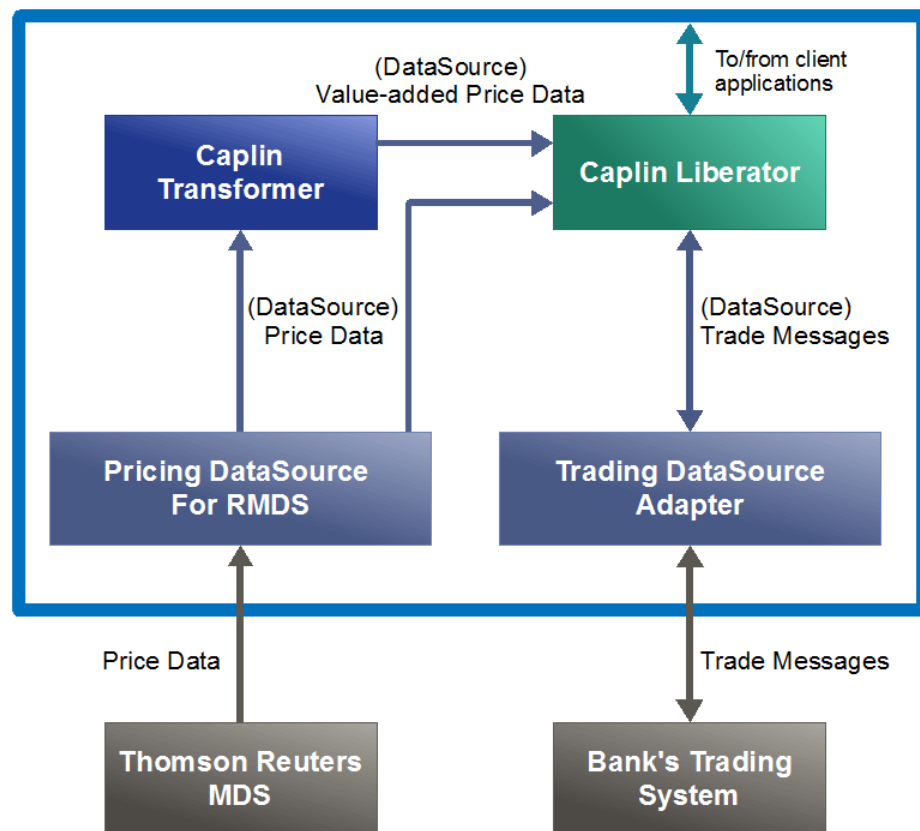 (DataSource)
Value-added Price Data
To/from client
applications
Caplin
Transformer
Caplin Liberator
(DataSource)
Price Data
(DataSource)
Trade Messages
Pricing DataSource
For RMDS
Trading DataSource
Adapter
Price Data
Trade Messages
Thomson Reuters
MDS
Bank's Trading
System